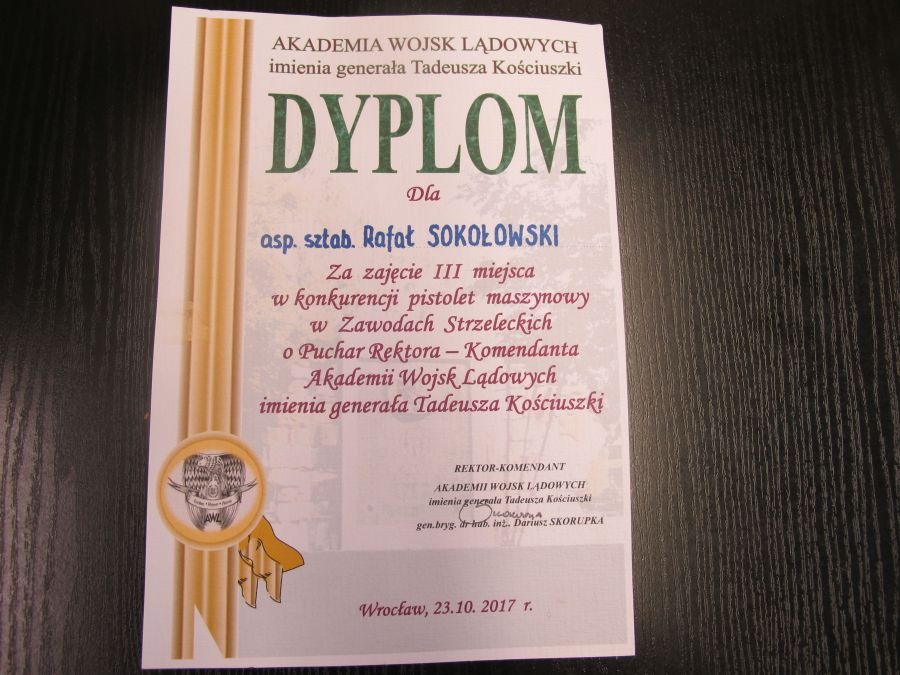 AKADEMIA WOJSK LĄDOWYCH
imienia generała Tadeusza Kościuszki
DYPLOM
Dla
asp. sztab. Rafał SOKOŁOWSKI
Za zajęcie III miejsca
w konkurencji pistolet maszynowy
w Zawodach Strzeleckich
o Puchar Rektora – Komendanta
Akademii Wojsk Lądowych
imienia generała Tadeusza Kościuszki
REKTOR-KOMENDANT
AKADEMII WOJSK LĄDOWYCH
imienia generała Tadeusza Kościuszki
gen.bryg. dr hab. inż.. Dariusz SKORUPKA
AWL
Wrocław, 23.10. 2017 r.